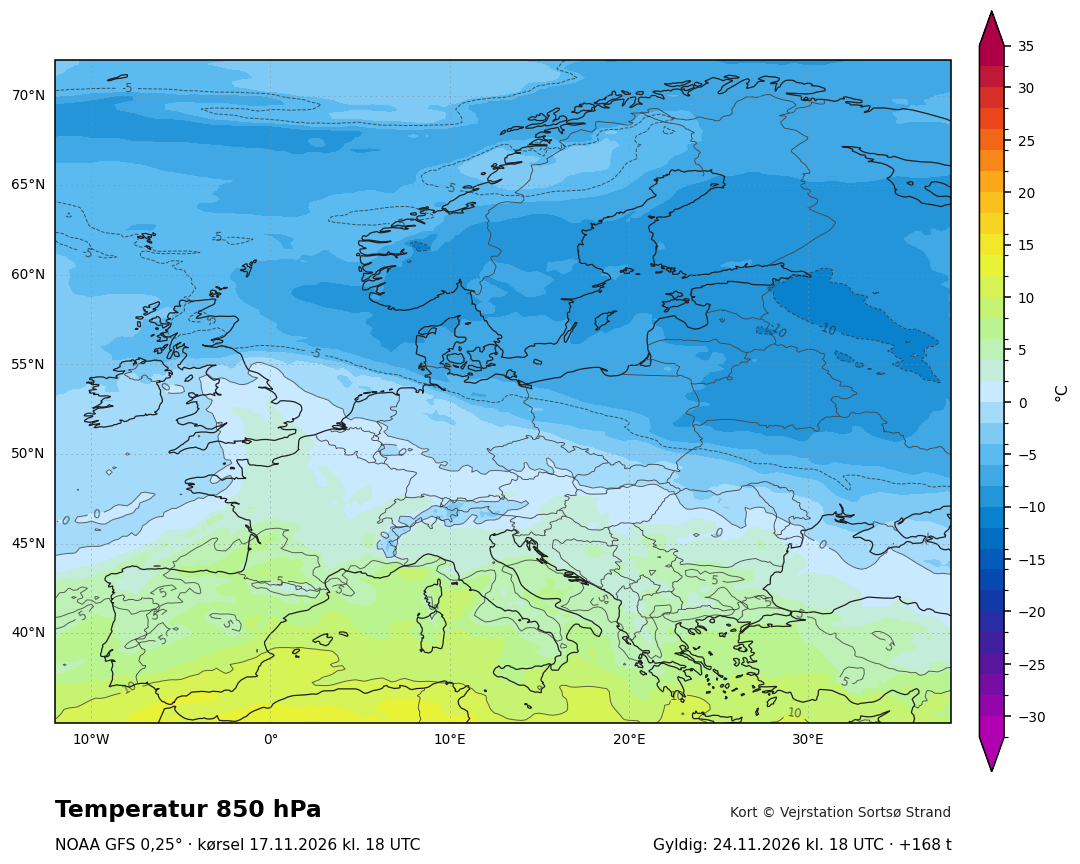 70°N
65°N
60°N
55°N
50°N
45°N
40°N
10°W 0° 10°E 20°E 30°E
35
30
25
20
15
10
5
0
−5
−10
−15
−20
−25
−30
°C
Temperatur 850 hPa
Kort © Vejrstation Sortsø Strand
NOAA GFS 0,25° · kørsel 17.11.2026 kl. 18 UTC
Gyldig: 24.11.2026 kl. 18 UTC · +168 t